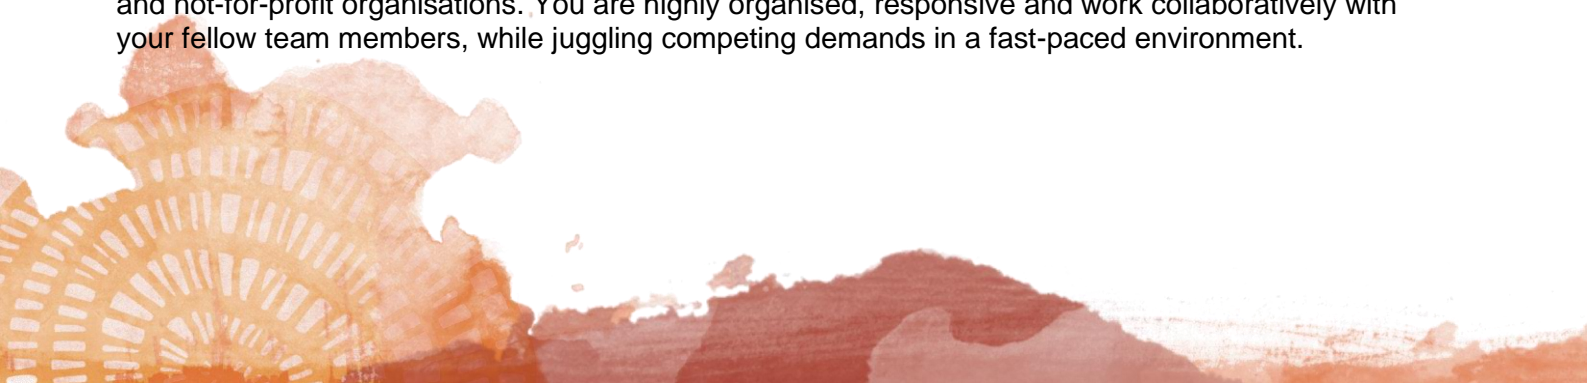 and not-for-profit organisations. You are highly organised, responsive and work collaboratively with
your fellow team members, while juggling competing demands in a fast-paced environment.